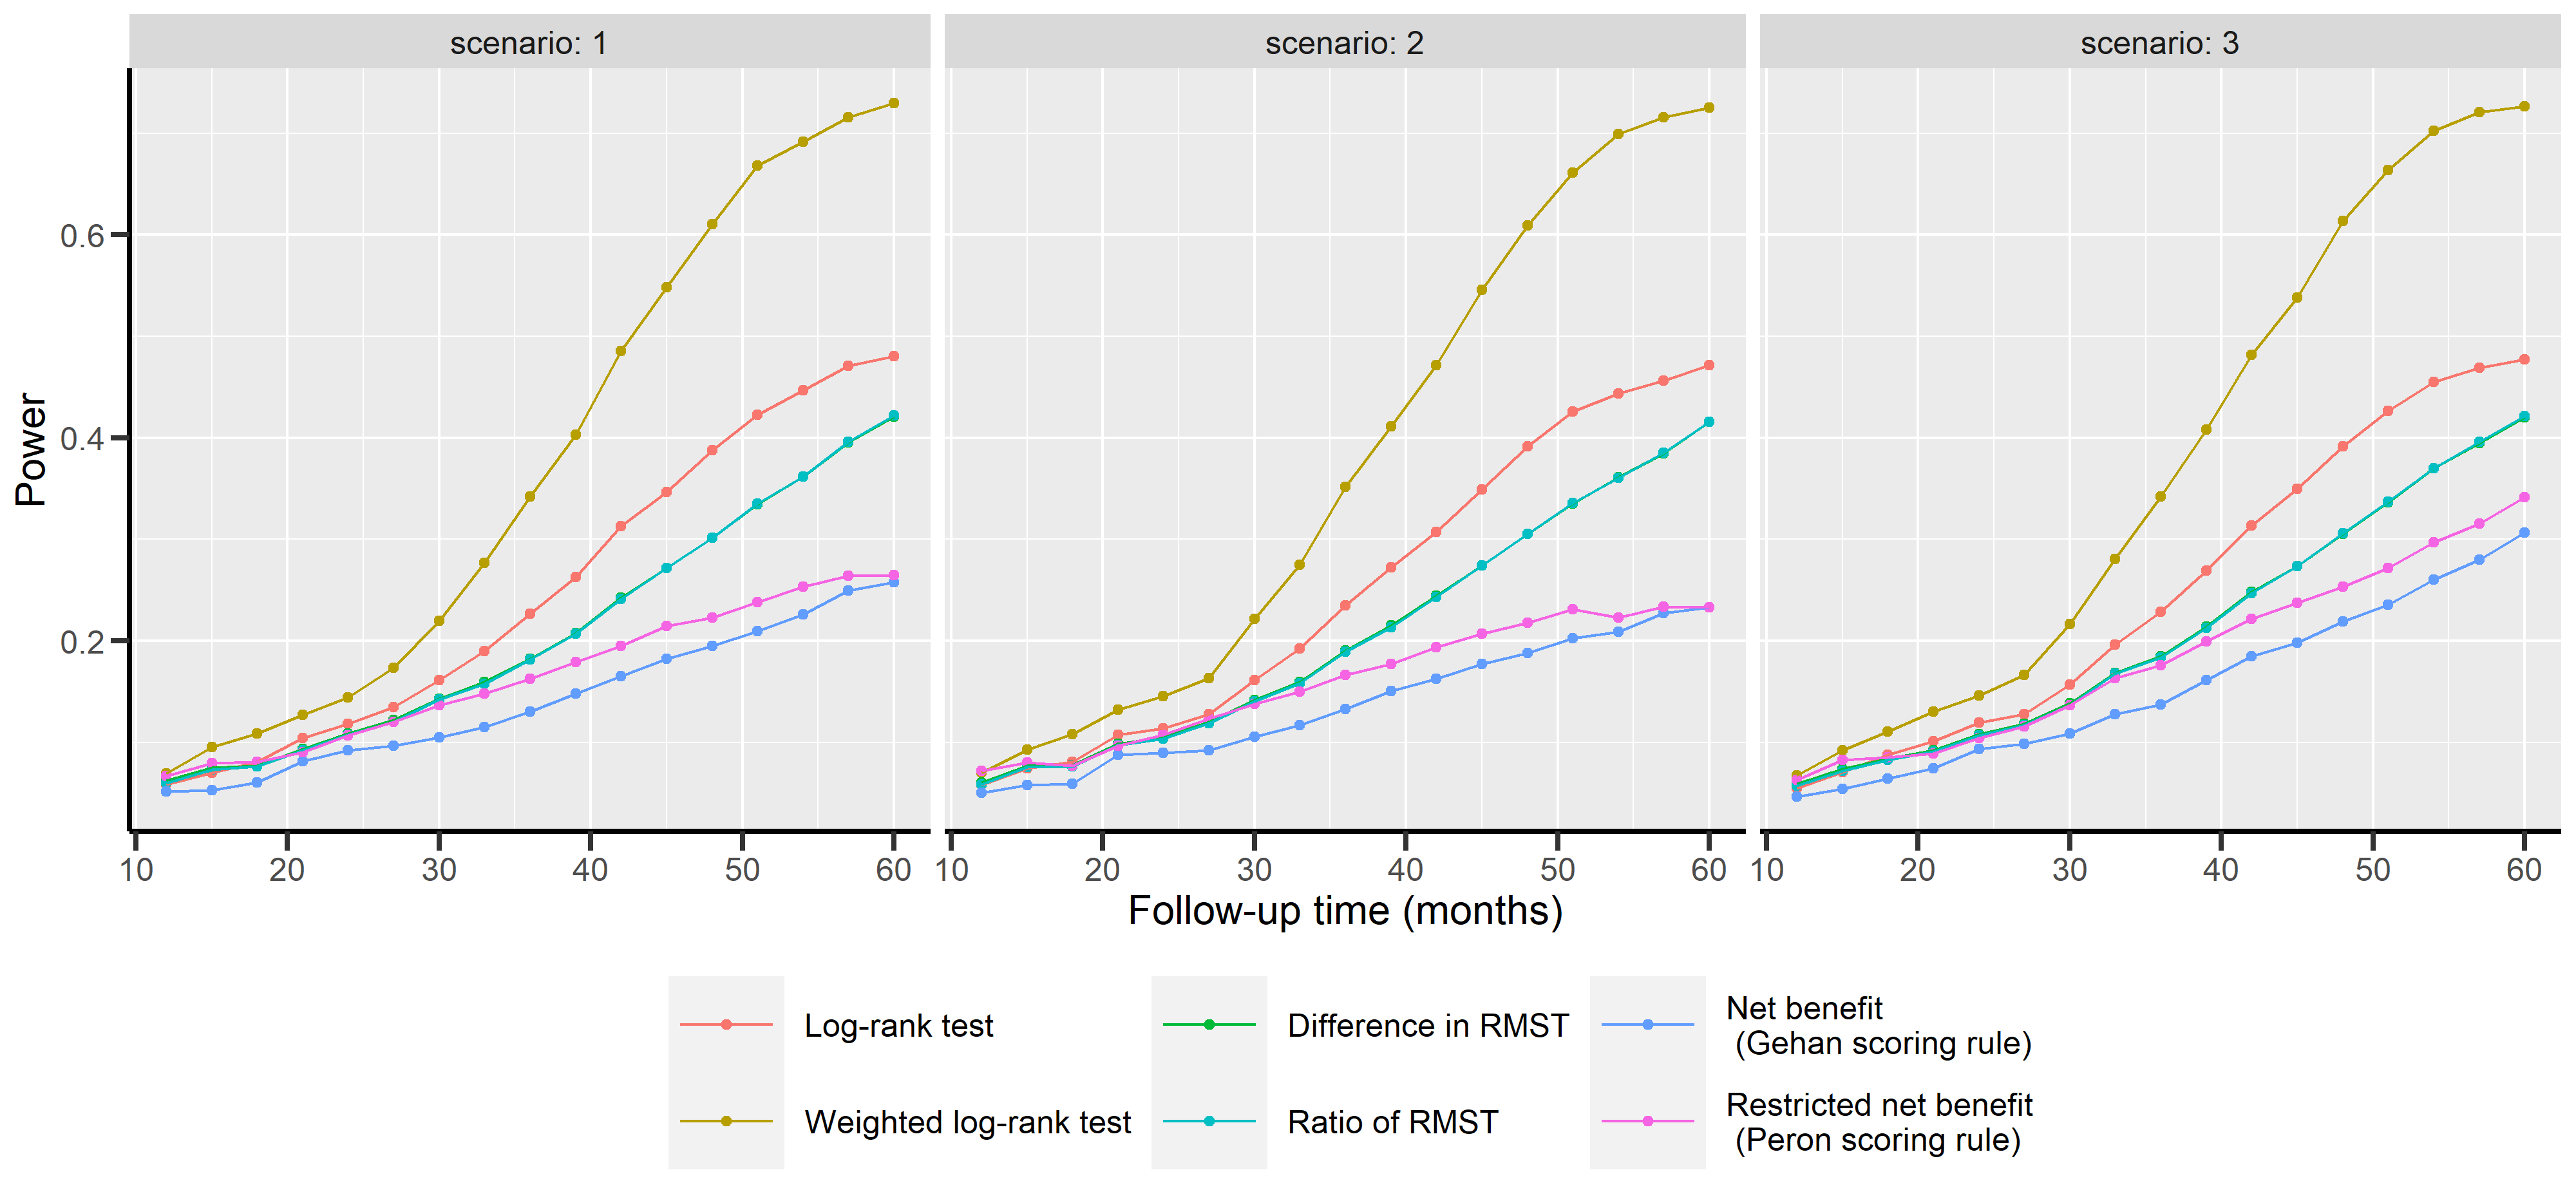 scenario: 1
scenario: 2
scenario: 3
Power
0.6
0.4
0.2
10 20 30 40 50 60
10 20 30 40 50 60
10 20 30 40 50 60
Follow-up time (months)
Log-rank test
Weighted log-rank test
Difference in RMST
Ratio of RMST
Net benefit
(Gehan scoring rule)
Restricted net benefit
(Peron scoring rule)